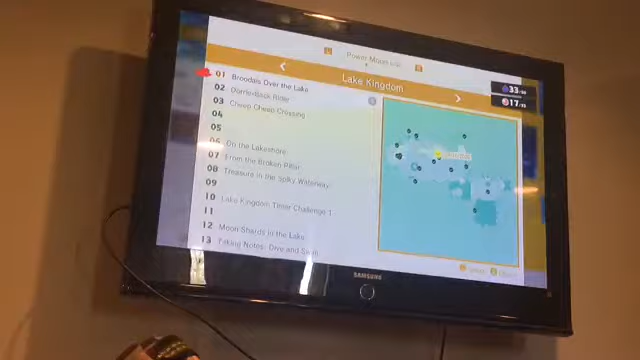 Power Moon List
Lake Kingdom
33
17
01 Broodals Over the Lake
02 Dorrie-Back Rider
03 Cheep Cheep Crossing
04
05
06 On the Lakeshore
07 From the Broken Pillar
08 Treasure in the Spiky Waterway
09
10 Lake Kingdom Timer Challenge 1
11
12 Moon Shards in the Lake
13 Taking Notes: Dive and Swim
SAMSUNG